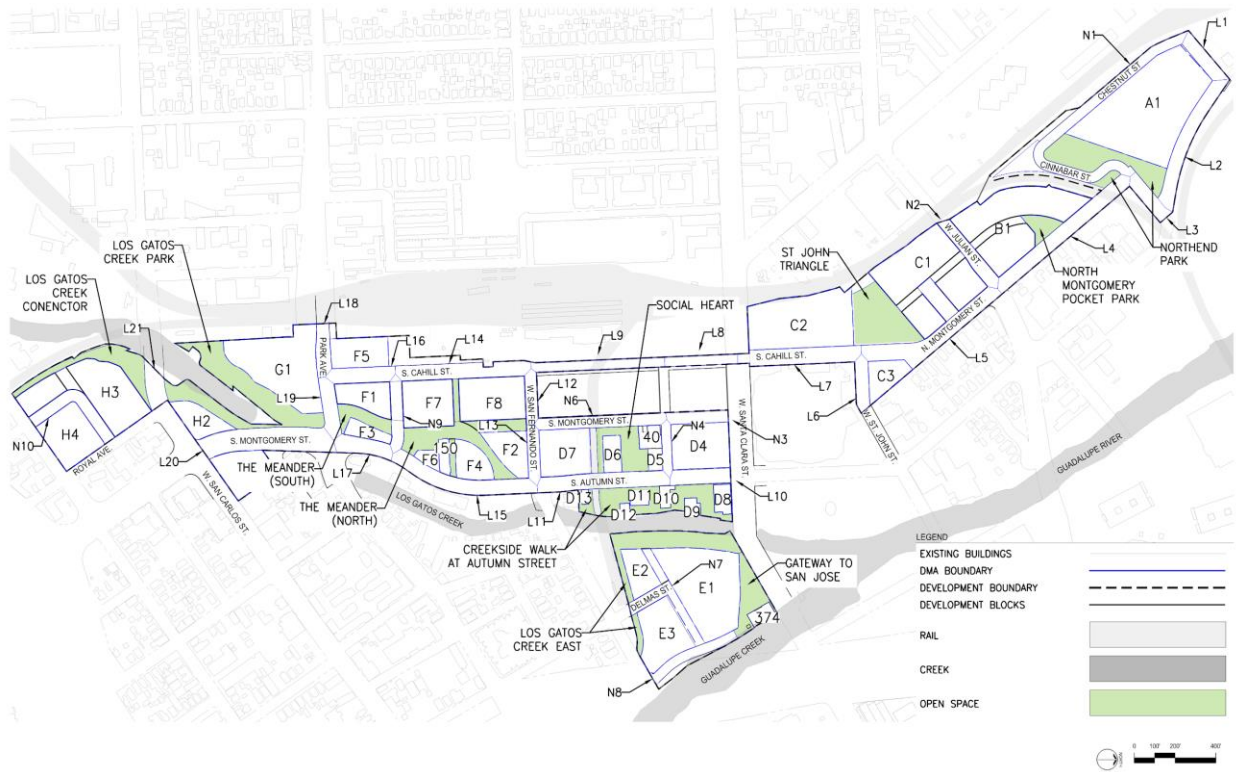 L1
N1
CHESTNUT ST
A1
L2
CINNABAR ST
L3
N2
W. JULIAN ST.
B1
L4
NORTHEND
PARK
LOS GATOS
CREEK PARK
ST JOHN
TRIANGLE
C1
NORTH
MONTGOMERY
POCKET PARK
LOS GATOS
CREEK
CONENCTOR
L18
SOCIAL HEART
L21
L16
L14
L9
L8
C2
N. MONTGOMERY ST.
L5
PARK AVE
F5
G1
S. CAHILL ST.
S. CAHILL ST.
L7
C3
H3
L19
F1
F7
F8
L12
W. SAN FERNANDO ST.
N6
L6
W. ST. JOHN ST.
N10
H4
H2
S. MONTGOMERY ST.
F3
N9
L13
S. MONTGOMERY ST.
40
N4
D4
W. SANTA CLARA ST.
N3
GUADALUPE RIVER
ROYAL AVE.
L20
THE MEANDER
(SOUTH)
L17
150
F6
F4
F2
D7
D6
D5
W. SAN CARLOS ST.
THE MEANDER
(NORTH)
LOS GATOS CREEK
L15
L11
S. AUTUMN ST.
D13
D11
D10
D12
D9
D8
L10
CREEKSIDE WALK
AT AUTUMN STREET
E2
N7
E1
GATEWAY TO
SAN JOSE
DELMAS ST
LOS GATOS
CREEK EAST
E3
374
N8
GUADALUPE CREEK
LEGEND
EXISTING BUILDINGS
DMA BOUNDARY
DEVELOPMENT BOUNDARY
DEVELOPMENT BLOCKS
RAIL
CREEK
OPEN SPACE
0 100' 200' 400'